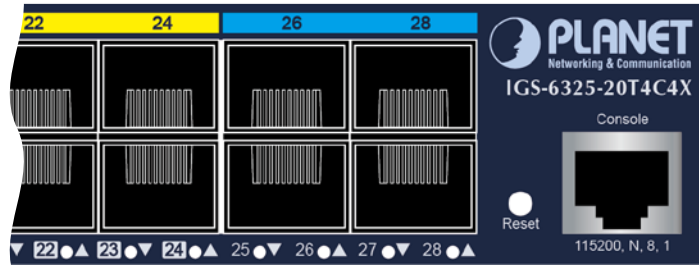 22 24 26 28
PLANET
Networking & Communication
IGS-6325-20T4C4X
Console
Reset
22 23 24 25 26 27 28
115200, N, 8, 1